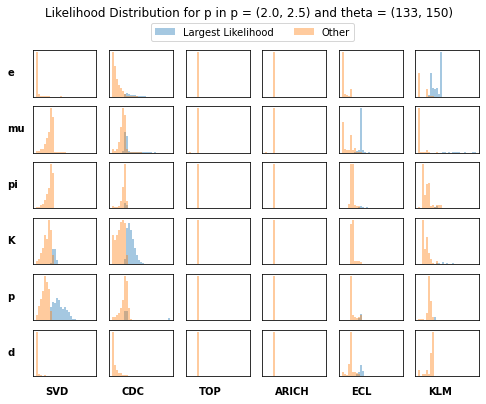 Likelihood Distribution for p in p = (2.0, 2.5) and theta = (133, 150)
Largest Likelihood Other
e
mu
pi
K
p
d
SVD CDC TOP ARICH ECL KLM